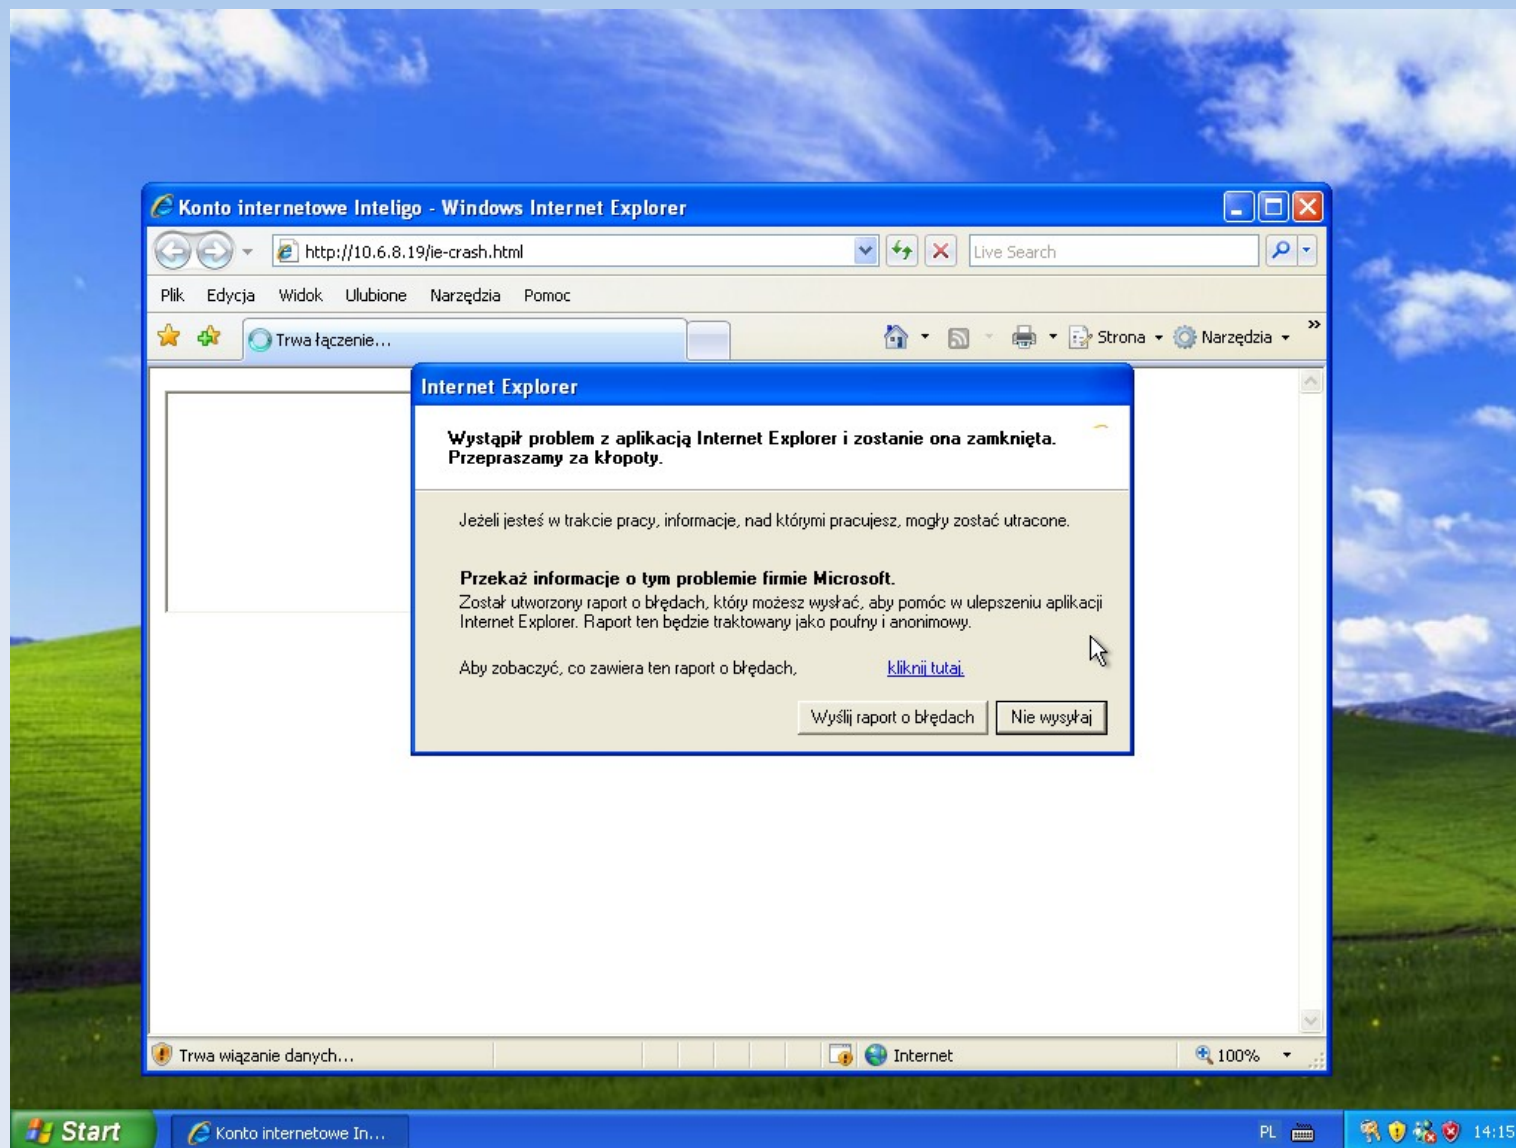 Konto internetowe Inteligo - Windows Internet Explorer
http://10.6.8.19/ie-crash.html
Live Search
Plik Edycja Widok Ulubione Narzędzia Pomoc
Trwa łączenie...
Strona Narzędzia »
Internet Explorer
Wystąpił problem z aplikacją Internet Explorer i zostanie ona zamknięta.
Przepraszamy za kłopoty.
Jeżeli jesteś w trakcie pracy, informacje, nad którymi pracujesz, mogły zostać utracone.
Przekaż informacje o tym problemie firmie Microsoft.
Został utworzony raport o błędach, który możesz wysłać, aby pomóc w ulepszeniu aplikacji
Internet Explorer. Raport ten będzie traktowany jako poufny i anonimowy.
Aby zobaczyć, co zawiera ten raport o błędach, kliknij tutaj.
Wyślij raport o błędach Nie wysyłaj
Trwa wiązanie danych... Internet 100%
Start Konto internetowe In... PL 14:15